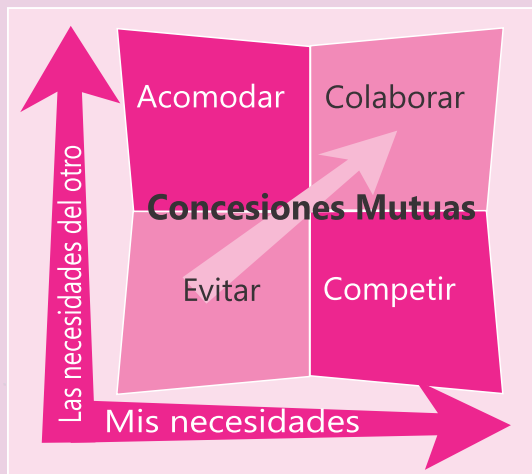 Acomodar
Colaborar
Concesiones Mutuas
Evitar
Competir
Las necesidades del otro
Mis necesidades